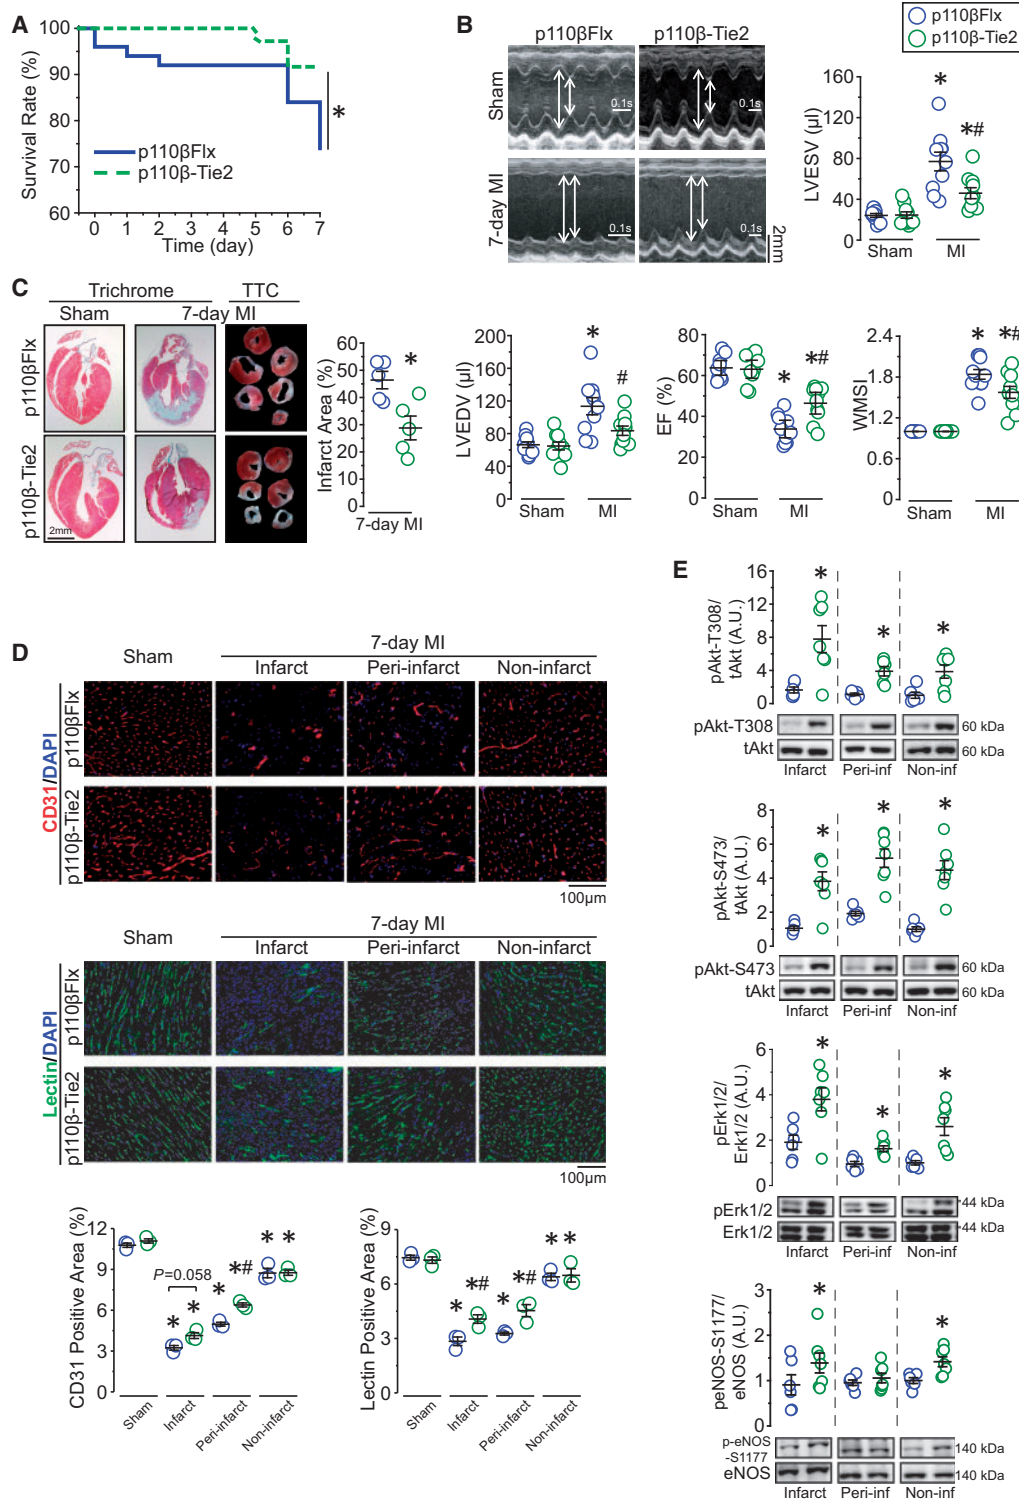 A
Survival Rate (%)
100
90
80
70
60
p110βFlx
p110β-Tie2
*
0 1 2 3 4 5 6 7
Time (day)
B
p110βFlx p110β-Tie2
Sham
0.1s 0.1s
7-day MI
0.1s 0.1s
2mm
p110βFlx
p110β-Tie2
LVESV (µl)
160
120
80
40
0
* *#
Sham MI
C
Trichrome TTC
Sham 7-day MI
p110βFlx
p110β-Tie2
2mm
Infarct Area (%)
60
50
40
30
20
10
0
*
7-day MI
LVEDV (µl)
200
160
120
80
40
0
* #
Sham MI
EF (%)
80
60
40
20
0
* *#
Sham MI
WMSI
2.4
1.8
1.2
0.6
0
* *#
Sham MI
D
7-day MI
Sham Infarct Peri-infarct Non-infarct
CD31/DAPI
p110βFlx
p110β-Tie2
100µm
7-day MI
Sham Infarct Peri-infarct Non-infarct
Lectin/DAPI
p110βFlx
p110β-Tie2
100µm
CD31 Positive Area (%)
12
9
6
3
0
P=0.058
* * * *# * *
Sham Infarct Peri-infarct Non-infarct
Lectin Positive Area (%)
9
6
3
0
* *# * *# * *
Sham Infarct Peri-infarct Non-infarct
E
pAkt-T308/
tAkt (A.U.)
16
12
8
4
0
* * *
pAkt-T308 60 kDa
tAkt 60 kDa
Infarct Peri-inf Non-inf
pAkt-S473/
tAkt (A.U.)
8
6
4
2
0
* * *
pAkt-S473 60 kDa
tAkt 60 kDa
Infarct Peri-inf Non-inf
pErk1/2/
Erk1/2 (A.U.)
6
4
2
0
* * *
pErk1/2 44 kDa
Erk1/2 44 kDa
Infarct Peri-inf Non-inf
peNOS-S1177/
eNOS (A.U.)
3
2
1
0
* *
p-eNOS
-S1177 140 kDa
eNOS 140 kDa
Infarct Peri-inf Non-inf